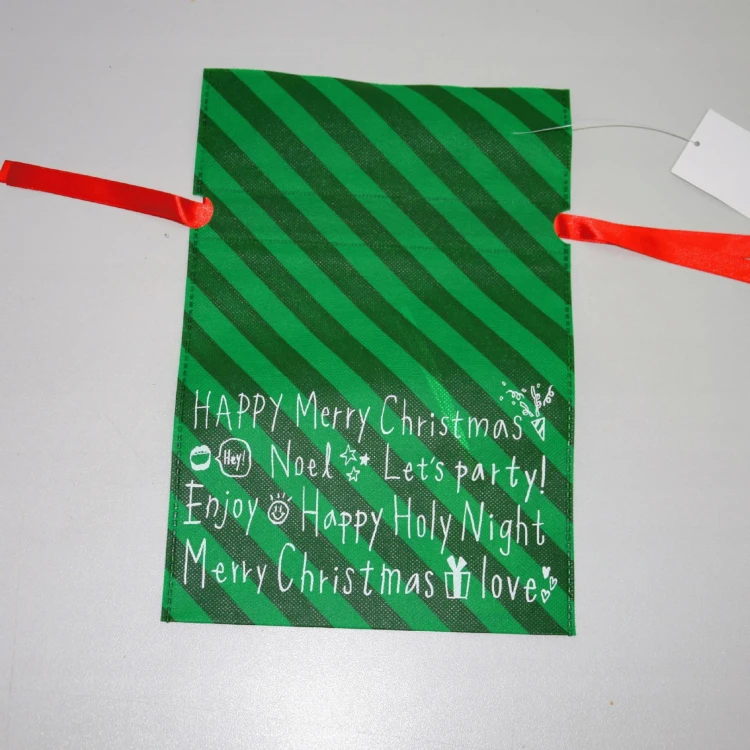 HAPPY Merry Christmas
Hey! Noel Let's party!
Enjoy Happy Holy Night
Merry Christmas love